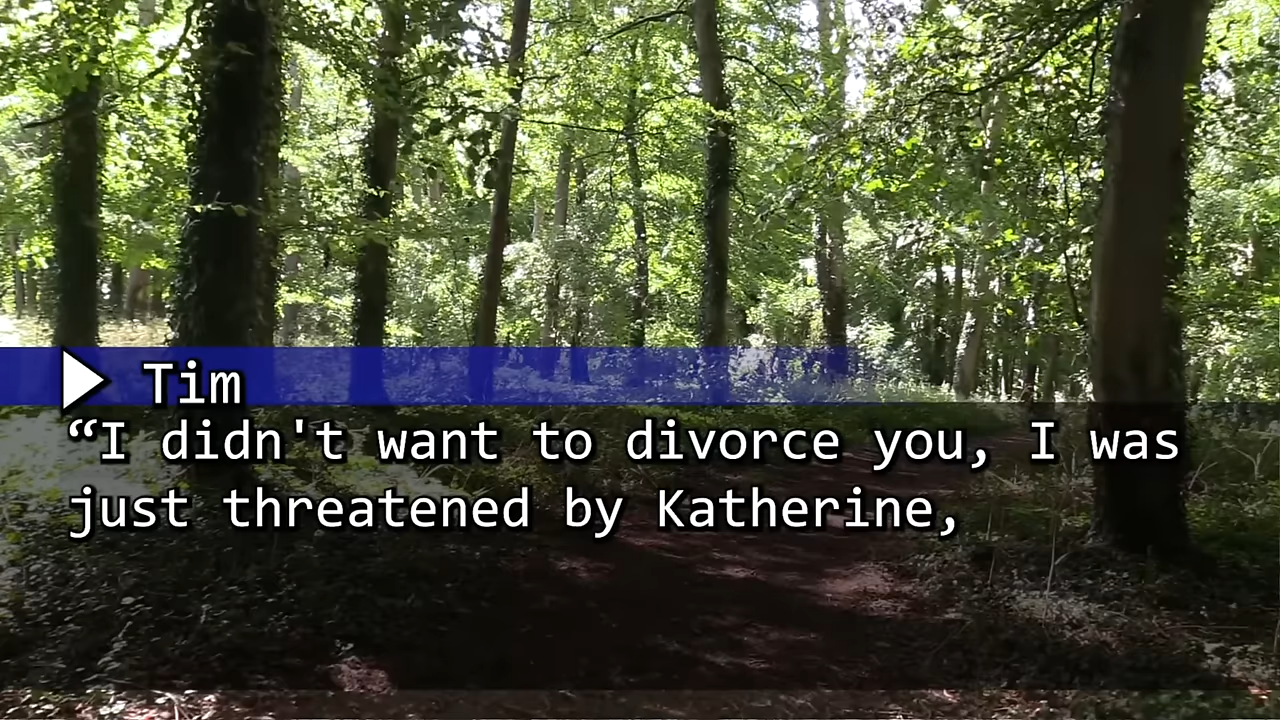 Tim
“I didn't want to divorce you, I was
just threatened by Katherine,